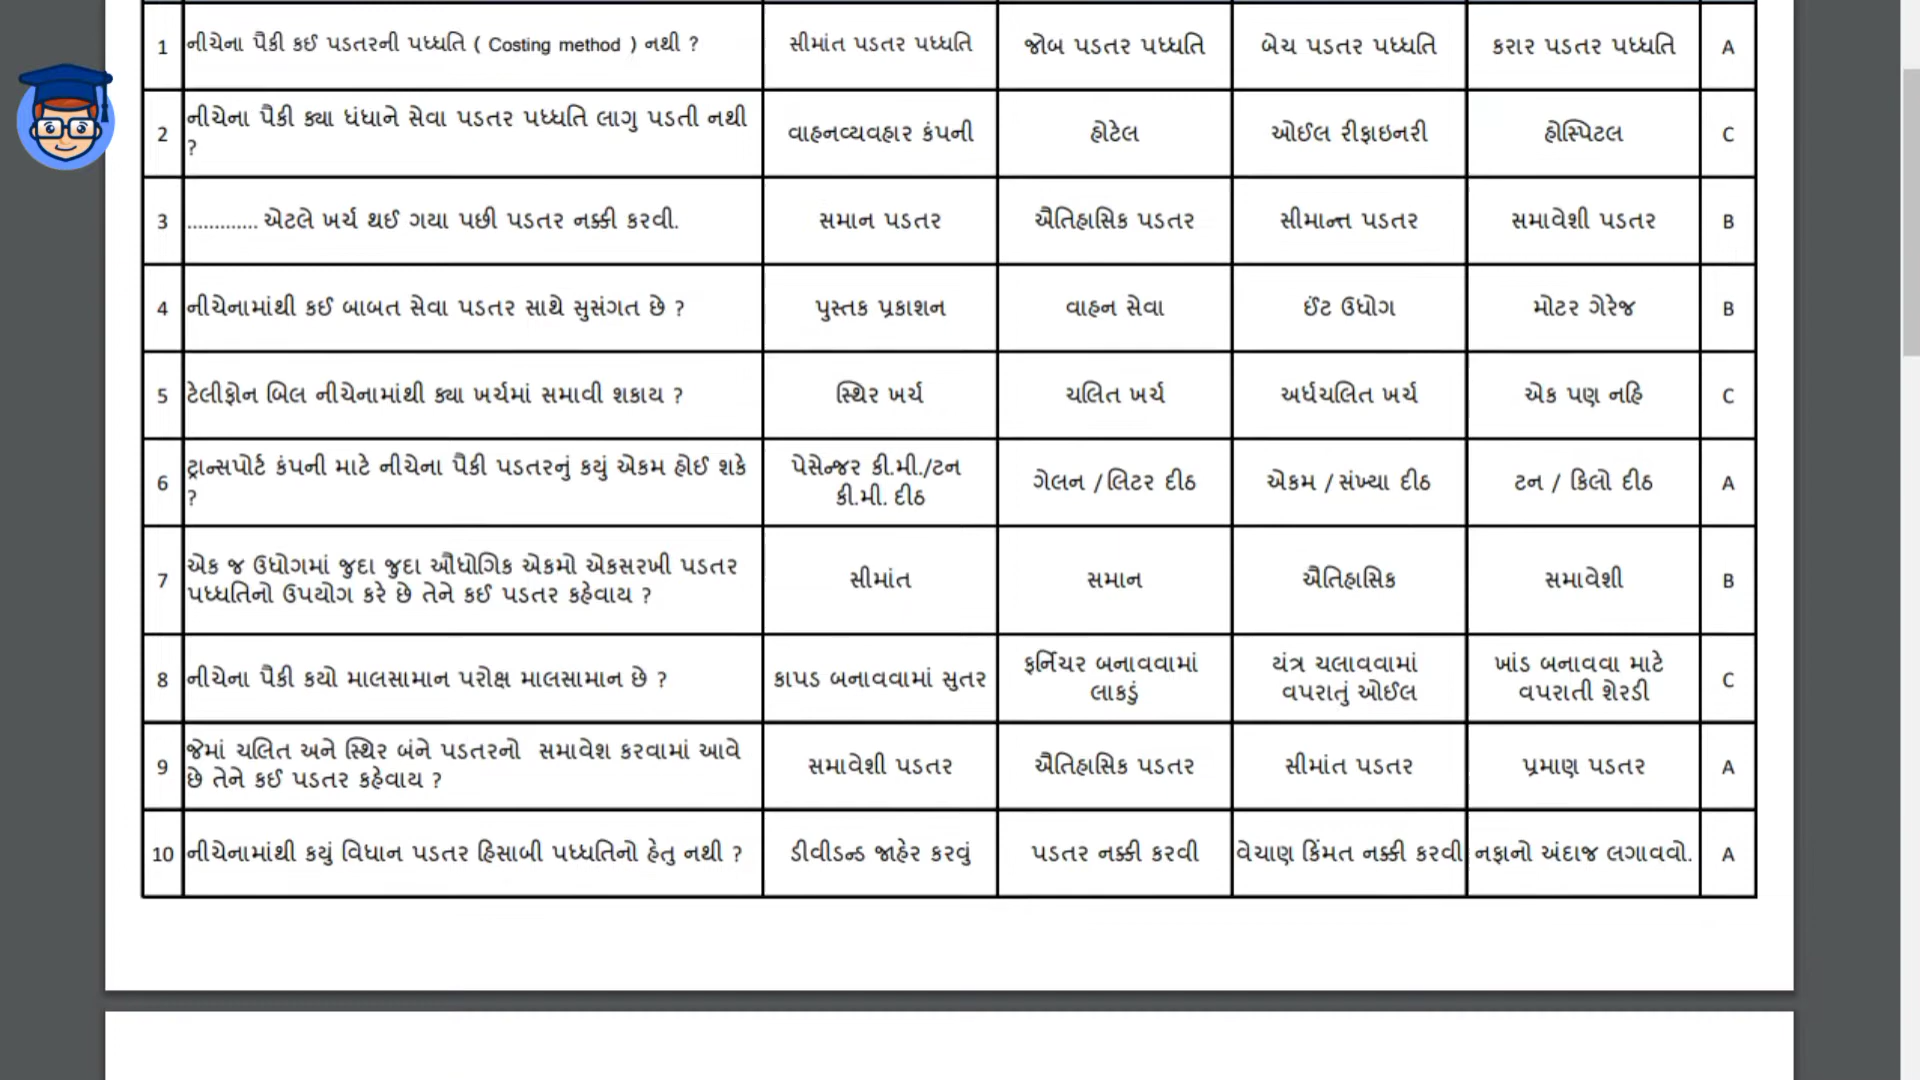 1 નીચેના પૈકી કઈ પડતરની પધ્ધતિ ( Costing method ) નથી ? સીમાંત પડતર પધ્ધતિ જોબ પડતર પધ્ધતિ બેચ પડતર પધ્ધતિ કરાર પડતર પધ્ધતિ A
2 નીચેના પૈકી ક્યા ધંધાને સેવા પડતર પધ્ધતિ લાગુ પડતી નથી
? વાહનવ્યવહાર કંપની હોટેલ ઓઈલ રીફાઇનરી હોસ્પિટલ C
3 ............. એટલે ખર્ચ થઈ ગયા પછી પડતર નક્કી કરવી. સમાન પડતર ઐતિહાસિક પડતર સીમાન્ત પડતર સમાવેશી પડતર B
4 નીચેનામાંથી કઈ બાબત સેવા પડતર સાથે સુસંગત છે ? પુસ્તક પ્રકાશન વાહન સેવા ઈંટ ઉધોગ મોટર ગેરેજ B
5 ટેલીફોન બિલ નીચેનામાંથી ક્યા ખર્ચમાં સમાવી શકાય ? સ્થિર ખર્ચ ચલિત ખર્ચ અર્ધચલિત ખર્ચ એક પણ નહિ C
6 ટ્રાન્સપોર્ટ કંપની માટે નીચેના પૈકી પડતરનું કયું એકમ હોઈ શકે
? પેસેન્જર કી.મી./ટન
કી.મી. દીઠ ગેલન / લિટર દીઠ એકમ / સંખ્યા દીઠ ટન / કિલો દીઠ A
7 એક જ ઉધોગમાં જુદા જુદા ઔધોગિક એકમો એકસરખી પડતર
પધ્ધતિનો ઉપયોગ કરે છે તેને કઈ પડતર કહેવાય ? સીમાંત સમાન ઐતિહાસિક સમાવેશી B
8 નીચેના પૈકી કયો માલસામાન પરોક્ષ માલસામાન છે ? કાપડ બનાવવામાં સુતર ફર્નિચર બનાવવામાં
લાકડું યંત્ર ચલાવવામાં
વપરાતું ઓઈલ ખાંડ બનાવવા માટે
વપરાતી શેરડી C
9 જેમાં ચલિત અને સ્થિર બંને પડતરનો સમાવેશ કરવામાં આવે
છે તેને કઈ પડતર કહેવાય ? સમાવેશી પડતર ઐતિહાસિક પડતર સીમાંત પડતર પ્રમાણ પડતર A
10 નીચેનામાંથી કયું વિધાન પડતર હિસાબી પધ્ધતિનો હેતુ નથી ? ડીવીડન્ડ જાહેર કરવું પડતર નક્કી કરવી વેચાણ કિંમત નક્કી કરવી નફાનો અંદાજ લગાવવો. A